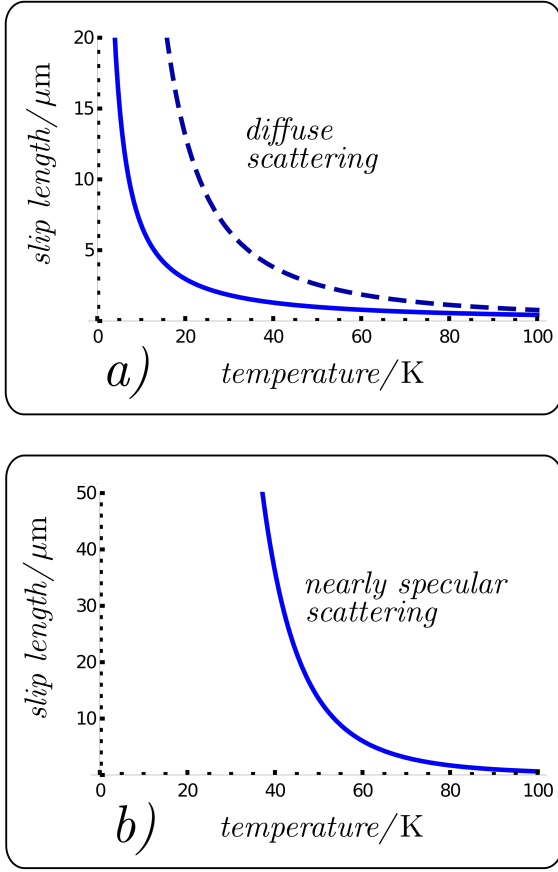 20
15
10
5
0
20
40
60
80
100
slip length/μm
diffuse
scattering
a)
temperature/K
50
40
30
20
10
0
20
40
60
80
100
slip length/μm
nearly specular
scattering
b)
temperature/K